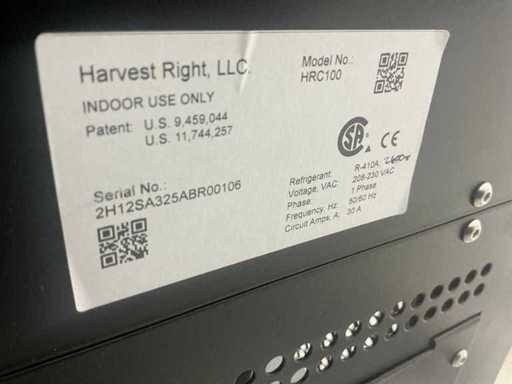 Harvest Right, LLC.
INDOOR USE ONLY
Patent: U.S. 9,459,044
U.S. 11,744,257
Serial No.:
2H12SA325ABR00106
Model No.:
HRC100
CE
Refrigerant: R-410A,
Voltage, VAC: 208-230 VAC
Phase: 1 Phase
Frequency, Hz: 50/60 Hz
Circuit Amps, A: 30 A